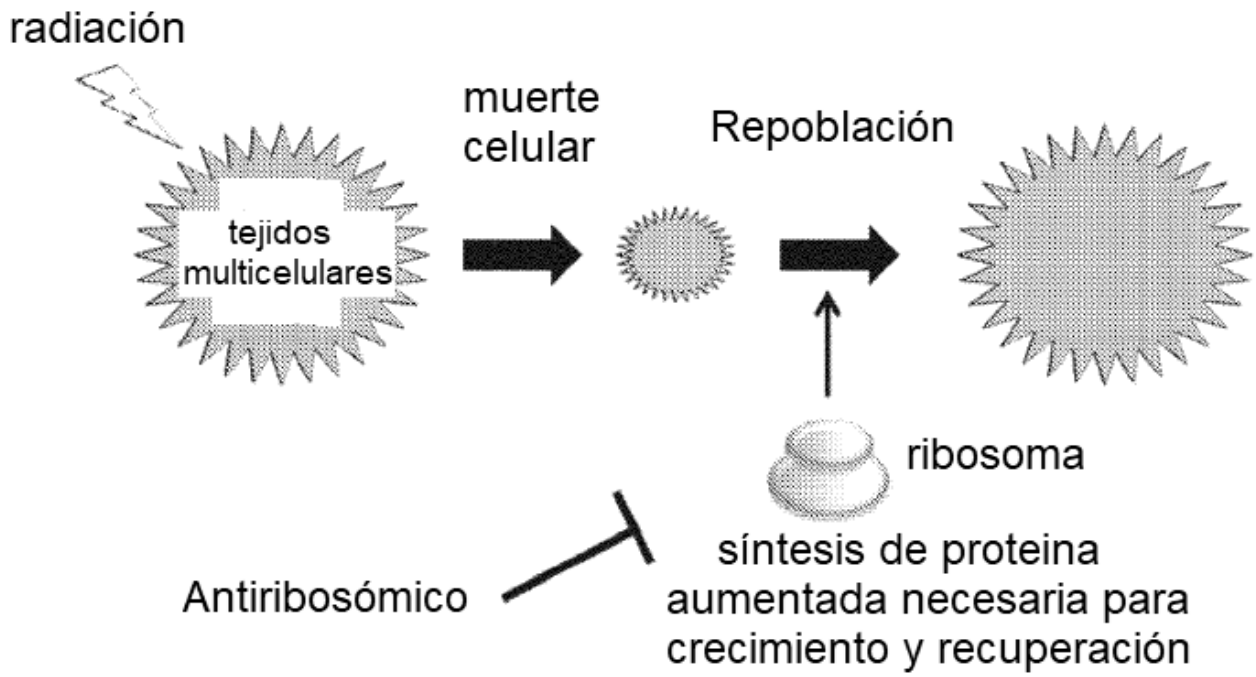 radiación
muerte
celular
Repoblación
tejidos
multicelulares
ribosoma
Antiribosómico
síntesis de proteina
aumentada necesaria para
crecimiento y recuperación